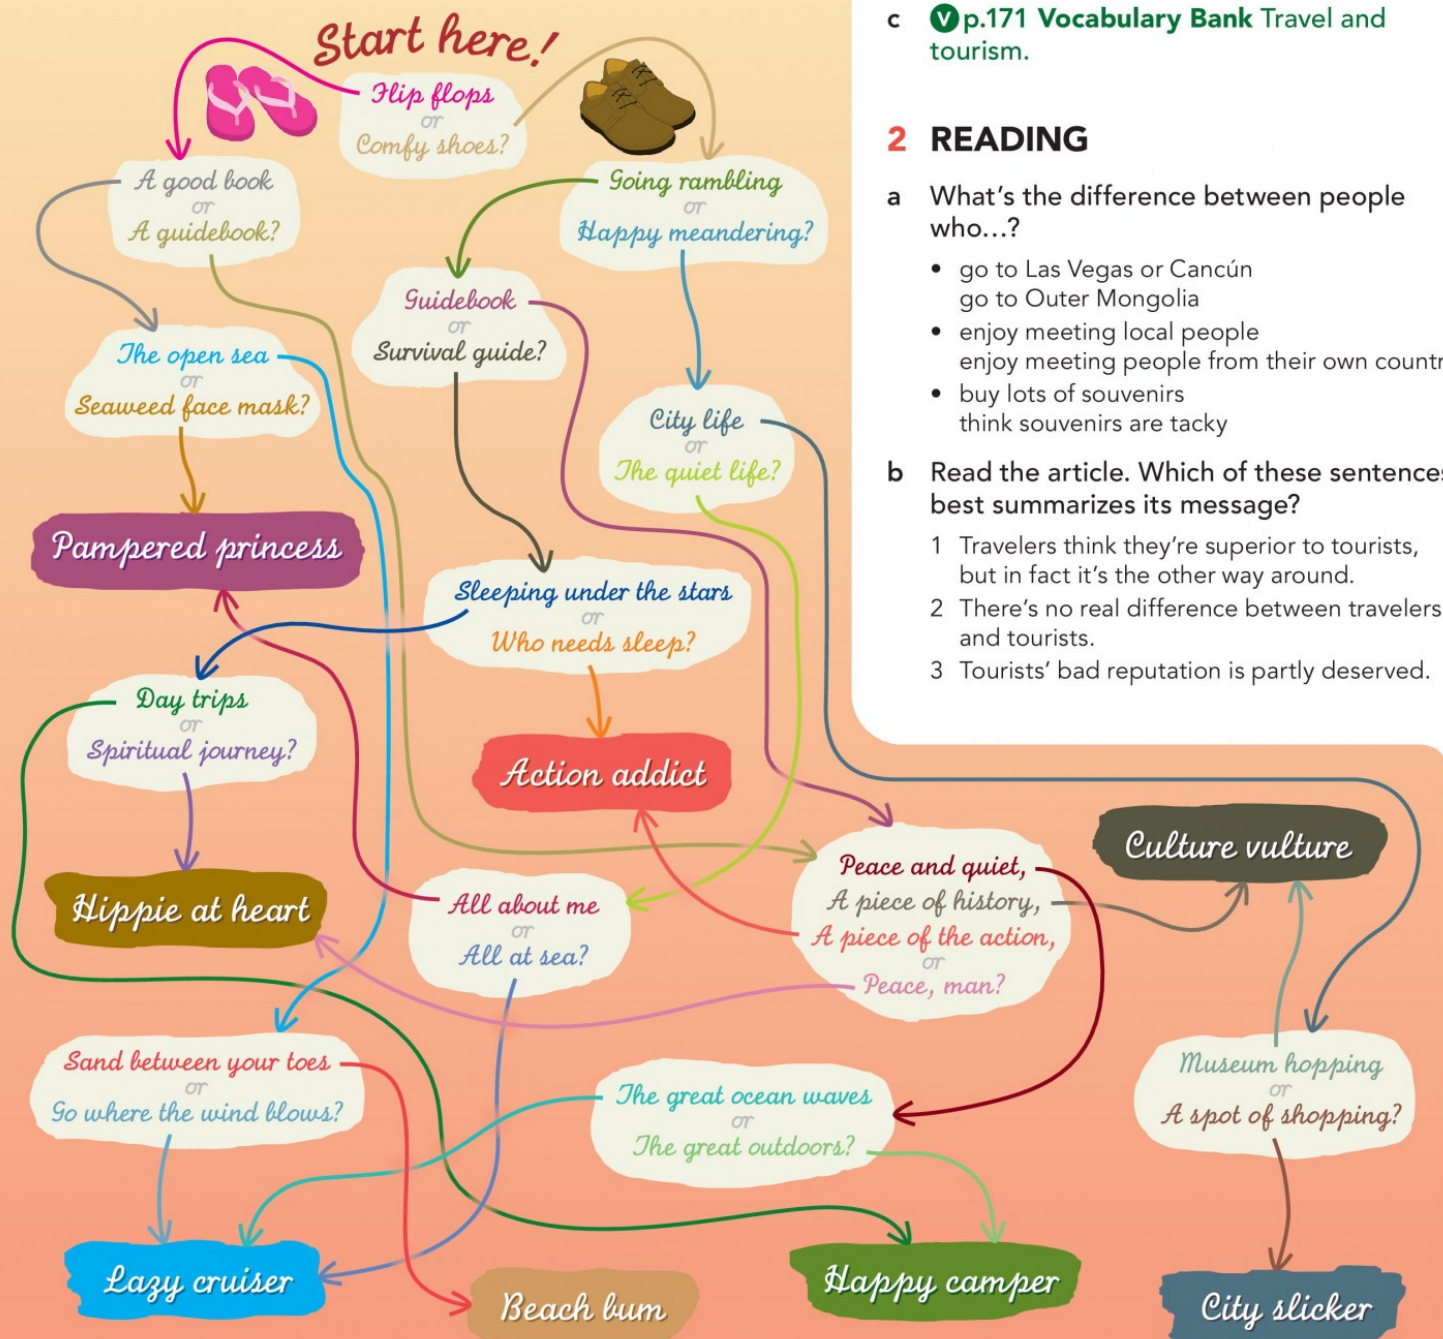 Start here!
Flip flops
or
Comfy shoes?
A good book
or
A guidebook?
Going rambling
or
Happy meandering?
Guidebook
or
Survival guide?
The open sea
or
Seaweed face mask?
City life
or
The quiet life?
Pampered princess
Sleeping under the stars
or
Who needs sleep?
Day trips
or
Spiritual journey?
Action addict
Culture vulture
Peace and quiet,
A piece of history,
A piece of the action,
or
Peace, man?
Hippie at heart
All about me
or
All at sea?
Sand between your toes
or
Go where the wind blows?
The great ocean waves
or
The great outdoors?
Museum hopping
or
A spot of shopping?
Lazy cruiser
Beach bum
Happy camper
City slicker
c V p.171 Vocabulary Bank Travel and
tourism.
2 READING
a What's the difference between people
who...?
• go to Las Vegas or Cancún
go to Outer Mongolia
• enjoy meeting local people
enjoy meeting people from their own countr
• buy lots of souvenirs
think souvenirs are tacky
b Read the article. Which of these sentences
best summarizes its message?
1 Travelers think they're superior to tourists,
but in fact it's the other way around.
2 There's no real difference between travelers
and tourists.
3 Tourists' bad reputation is partly deserved.